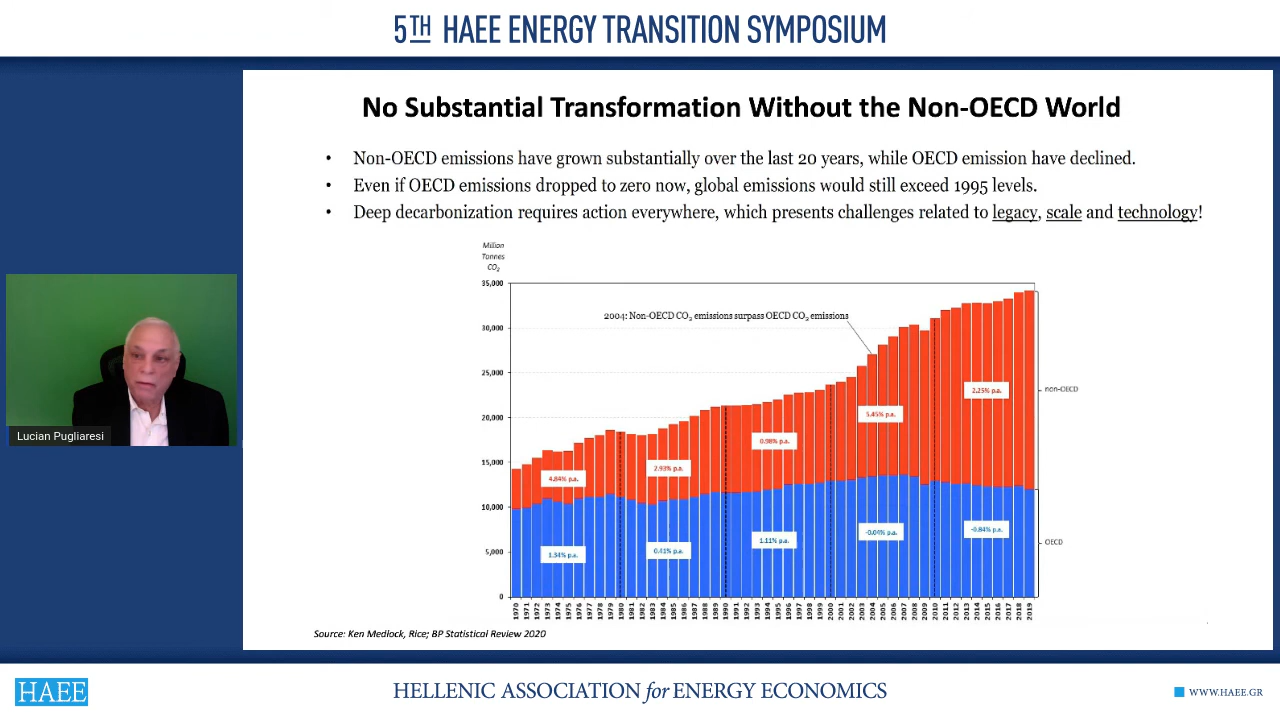 5TH HAEE ENERGY TRANSITION SYMPOSIUM
No Substantial Transformation Without the Non-OECD World
• Non-OECD emissions have grown substantially over the last 20 years, while OECD emission have declined.
• Even if OECD emissions dropped to zero now, global emissions would still exceed 1995 levels.
• Deep decarbonization requires action everywhere, which presents challenges related to legacy, scale and technology!
Million
Tonnes
CO₂
35,000
30,000
25,000
20,000
15,000
10,000
5,000
0
2004: Non-OECD CO₂ emissions surpass OECD CO₂ emissions
4.84% p.a.
2.93% p.a.
0.98% p.a.
5.45% p.a.
2.25% p.a.
1.34% p.a.
0.41% p.a.
1.11% p.a.
-0.04% p.a.
-0.84% p.a.
non-OECD
OECD
1970 1971 1972 1973 1974 1975 1976 1977 1978 1979 1980 1981 1982 1983 1984 1985 1986 1987 1988 1989 1990 1991 1992 1993 1994 1995 1996 1997 1998 1999 2000 2001 2002 2003 2004 2005 2006 2007 2008 2009 2010 2011 2012 2013 2014 2015 2016 2017 2018 2019
Source: Ken Medlock, Rice; BP Statistical Review 2020
Lucian Pugliaresi
HAEE
HELLENIC ASSOCIATION for ENERGY ECONOMICS
WWW.HAEE.GR